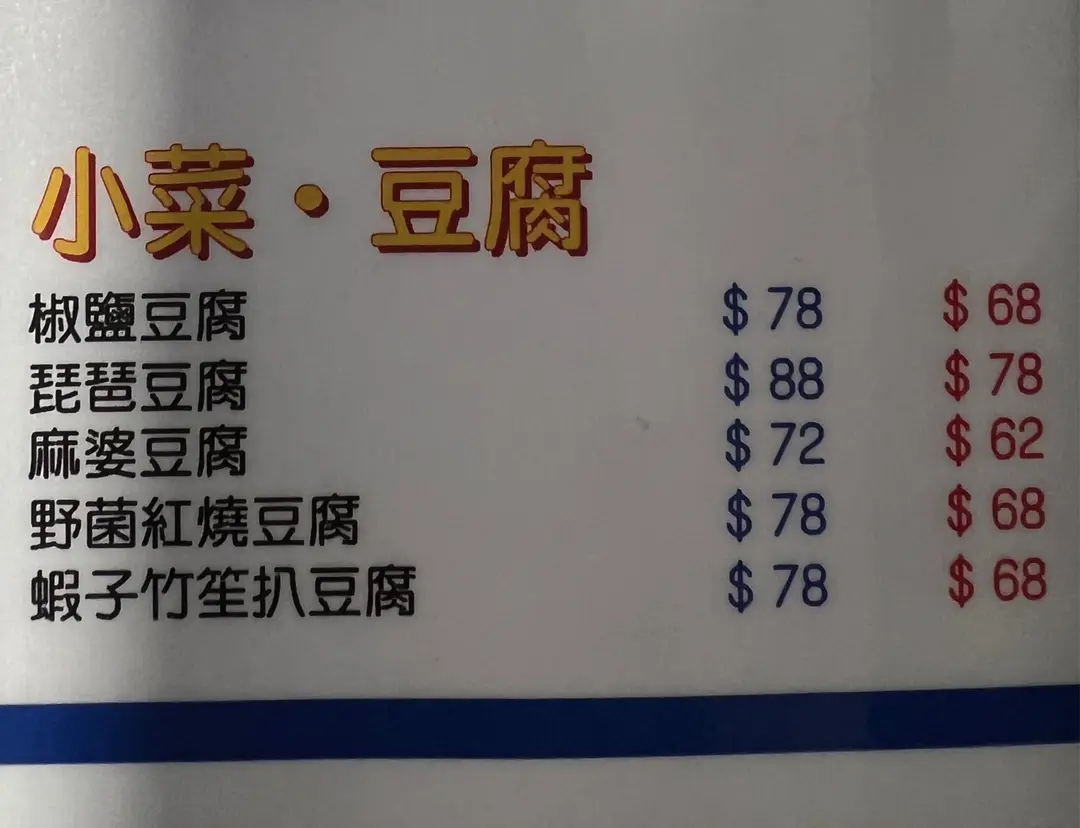 小菜·豆腐
椒鹽豆腐 $78 $68
琵琶豆腐 $88 $78
麻婆豆腐 $72 $62
野菌紅燒豆腐 $78 $68
蝦子竹笙扒豆腐 $78 $68